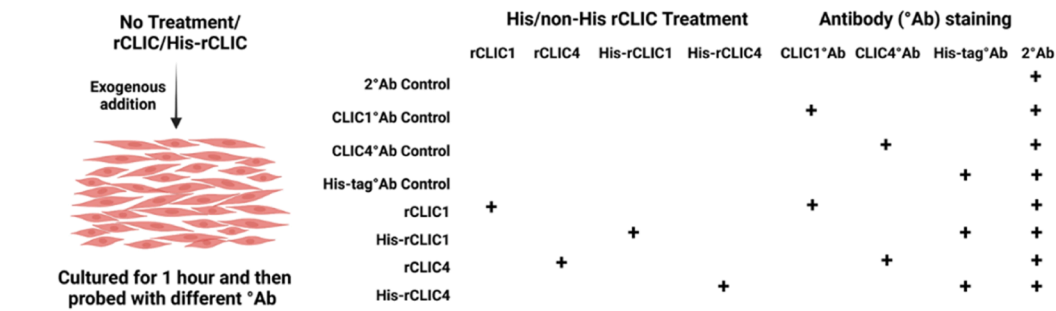 No Treatment/
rCLIC/His-rCLIC
Exogenous
addition
Cultured for 1 hour and then
probed with different °Ab
His/non-His rCLIC Treatment Antibody (°Ab) staining
rCLIC1 rCLIC4 His-rCLIC1 His-rCLIC4 CLIC1°Ab CLIC4°Ab His-tag°Ab 2°Ab
2°Ab Control +
CLIC1°Ab Control + +
CLIC4°Ab Control + +
His-tag°Ab Control + +
rCLIC1 + + +
His-rCLIC1 + + +
rCLIC4 + + +
His-rCLIC4 + + +